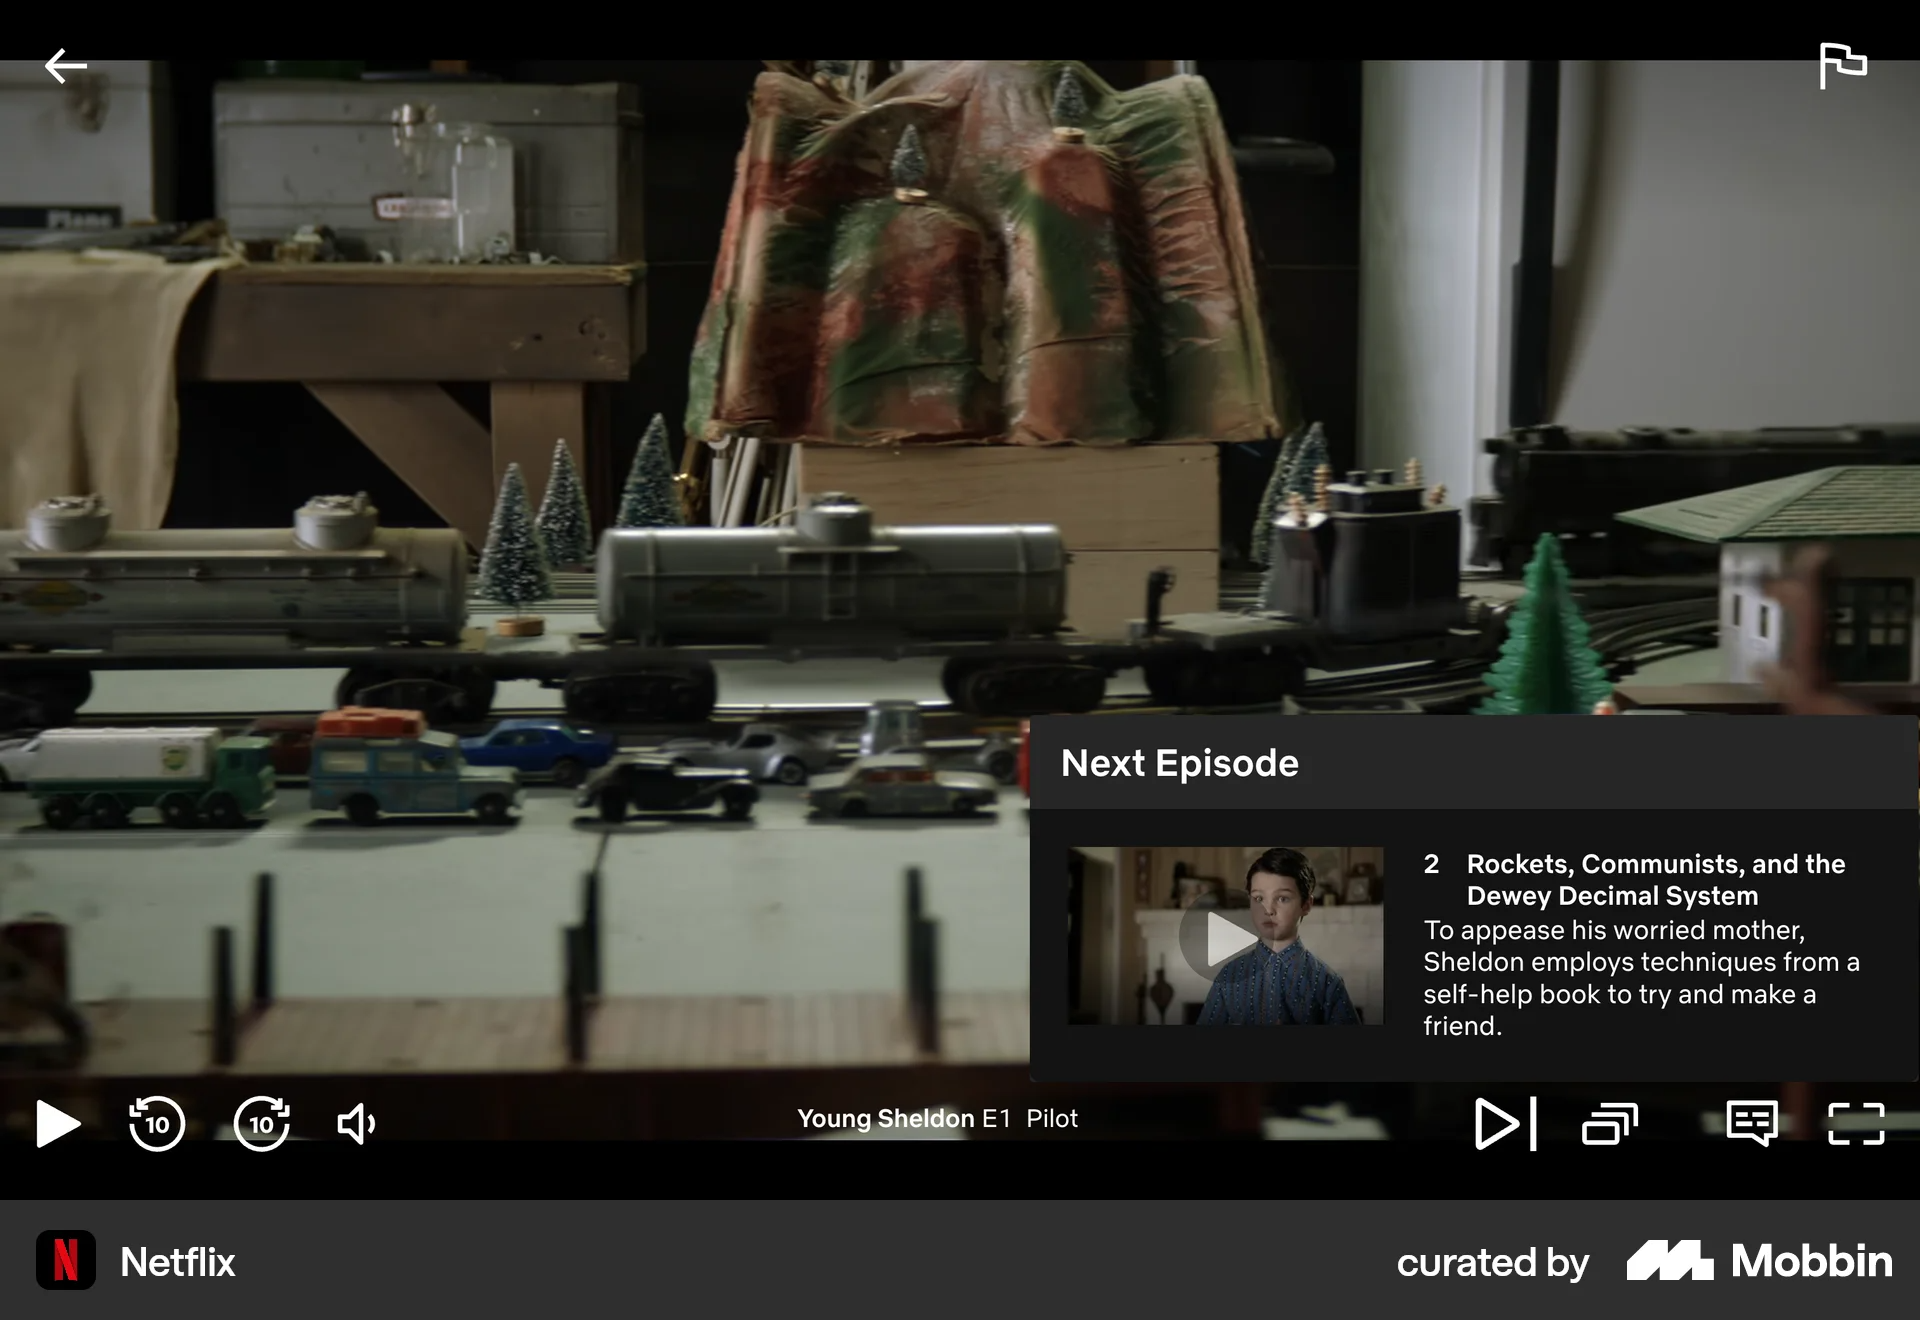 Plano
Next Episode
2 Rockets, Communists, and the
Dewey Decimal System
To appease his worried mother,
Sheldon employs techniques from a
self-help book to try and make a
friend.
10
10
Young Sheldon E1 Pilot
N
Netflix
curated by Mobbin